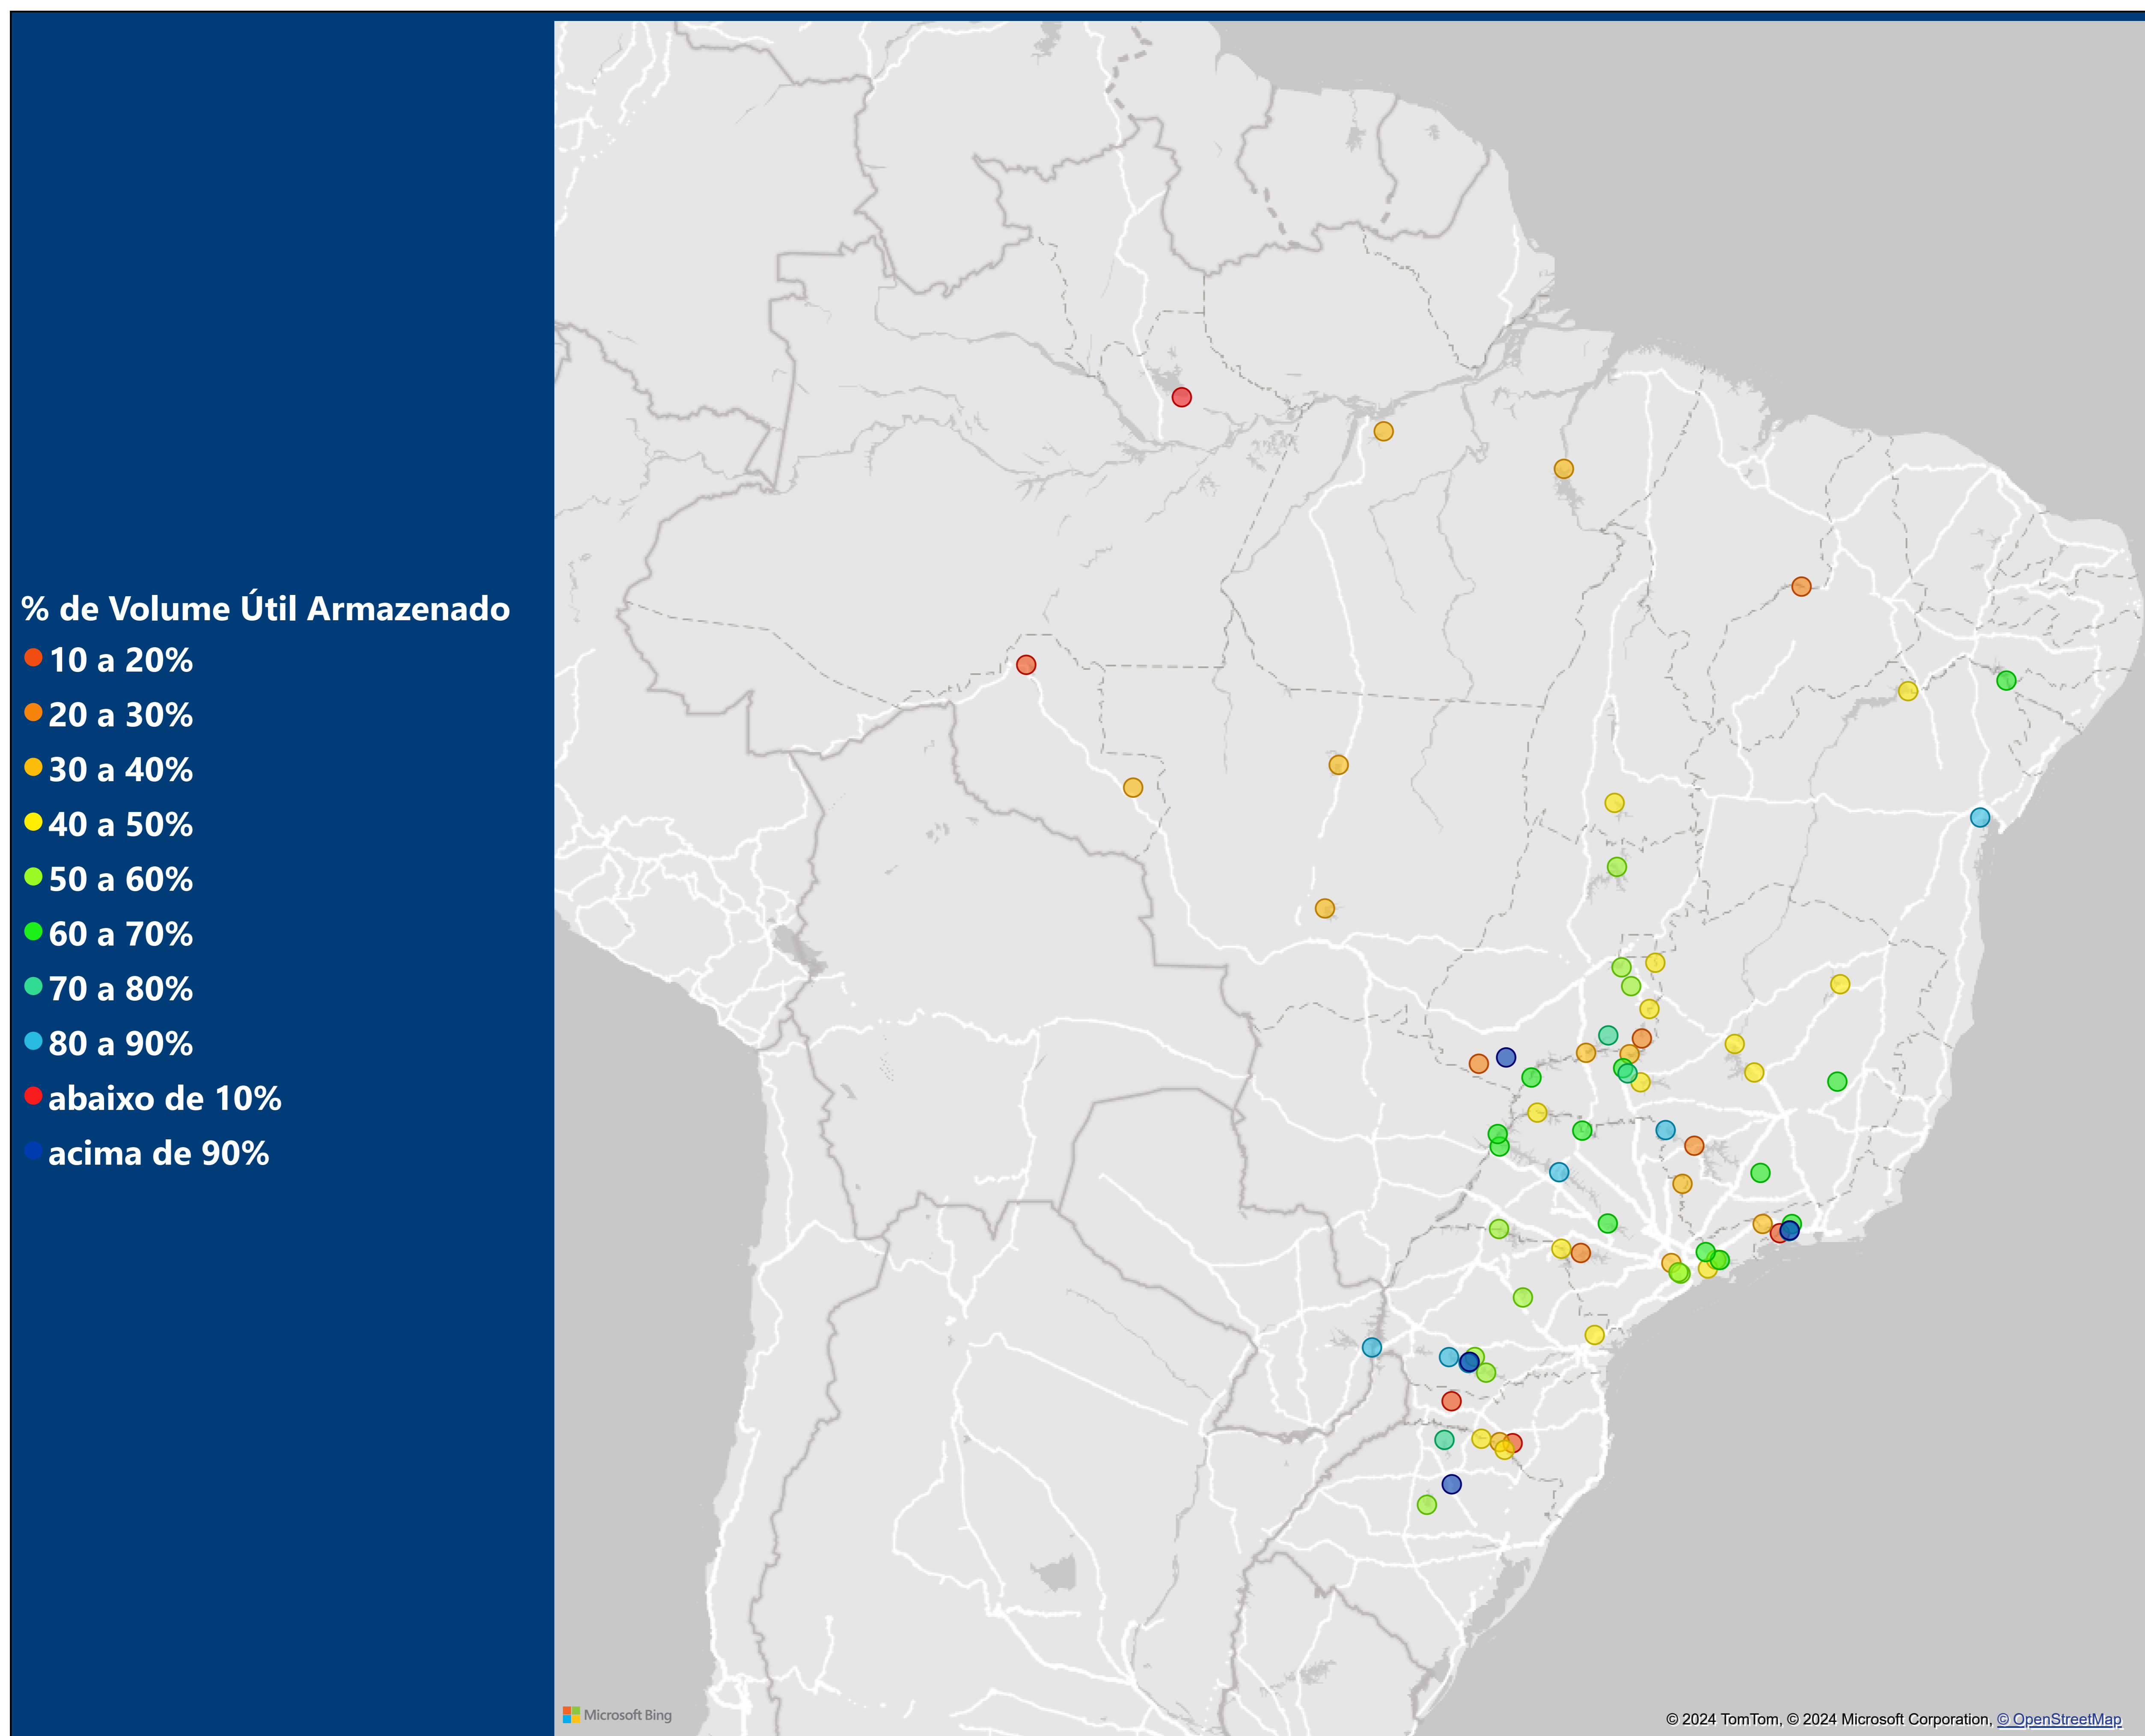 % de Volume Útil Armazenado
10 a 20%
20 a 30%
30 a 40%
40 a 50%
50 a 60%
60 a 70%
70 a 80%
80 a 90%
abaixo de 10%
acima de 90%
Microsoft Bing
© 2024 TomTom, © 2024 Microsoft Corporation, © OpenStreetMap